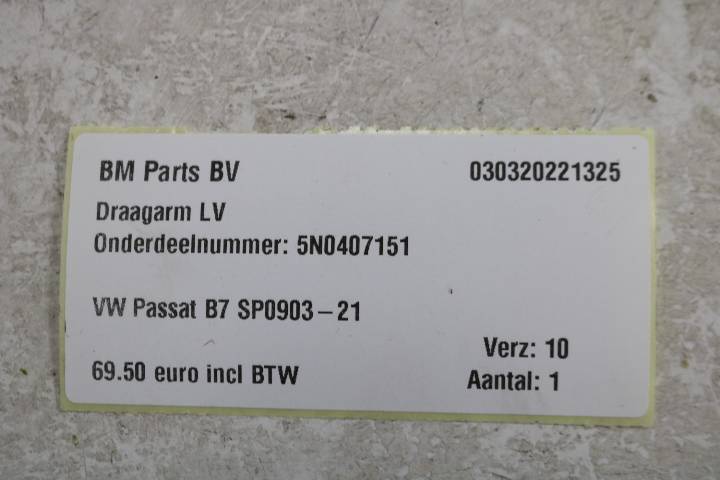 BM Parts BV 030320221325
Draagarm LV
Onderdeelnummer: 5N0407151
VW Passat B7 SP0903-21
Verz: 10
69.50 euro incl BTW
Aantal: 1